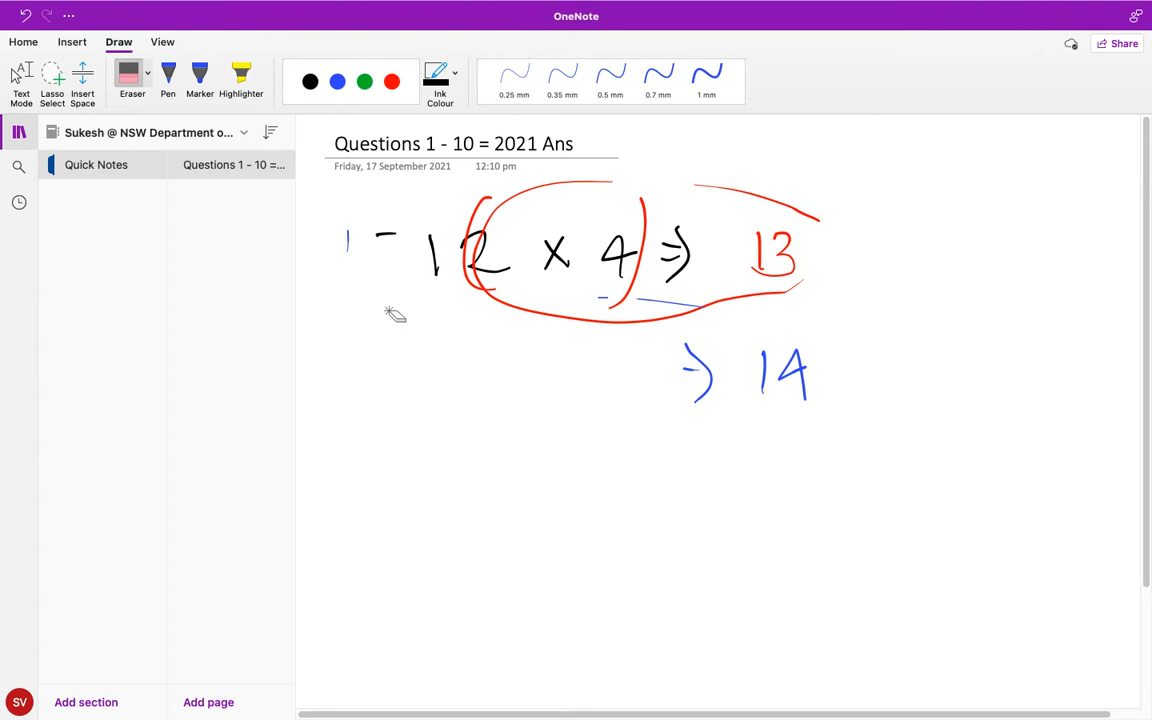 OneNote
Home Insert Draw View
Share
Text Mode
Lasso Select
Insert Space
Eraser
Pen
Marker
Highlighter
Ink Colour
0.25 mm 0.35 mm 0.5 mm 0.7 mm 1 mm
Sukesh @ NSW Department o...
Quick Notes
Questions 1 - 10 =...
Questions 1 - 10 = 2021 Ans
Friday, 17 September 2021 12:10 pm
1 - 12 × 4 ⇒ 13
⇒ 14
SV
Add section
Add page